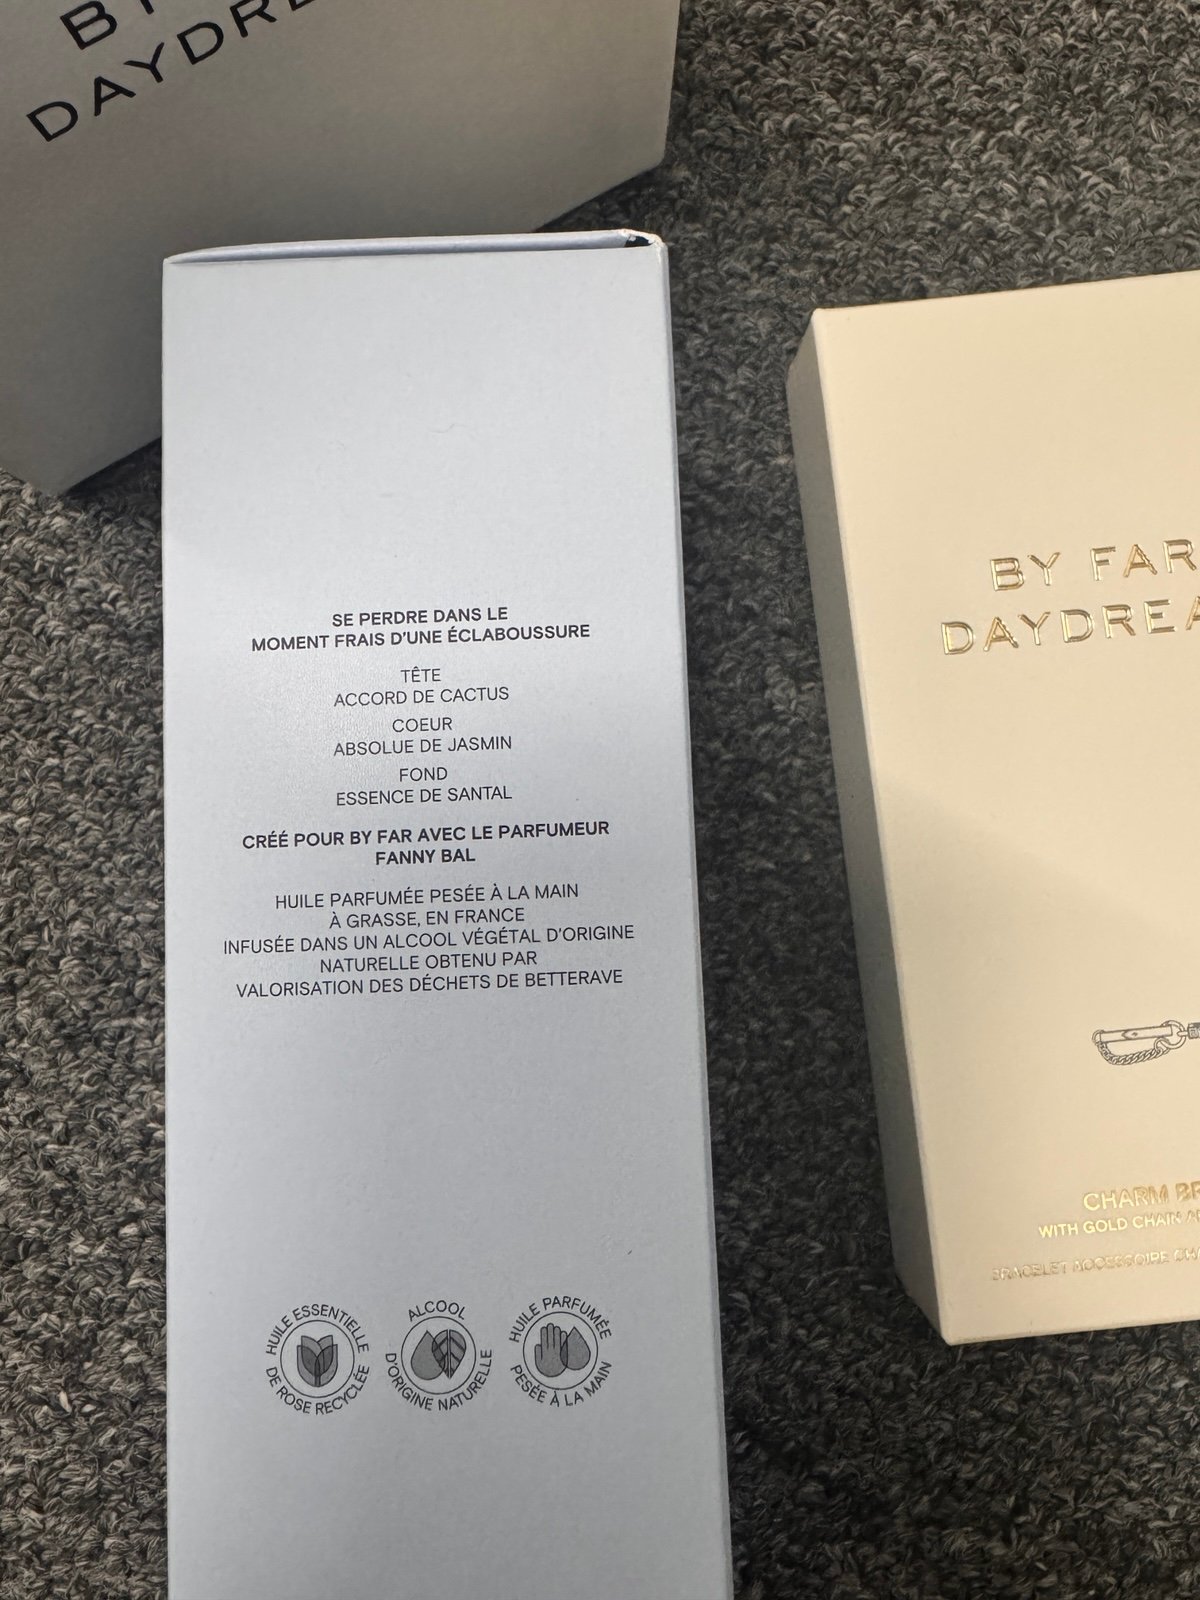 SE PERDRE DANS LE
MOMENT FRAIS D'UNE ÉCLABOUSSURE
TÊTE
ACCORD DE CACTUS
COEUR
ABSOLUE DE JASMIN
FOND
ESSENCE DE SANTAL
CRÉÉ POUR BY FAR AVEC LE PARFUMEUR
FANNY BAL
HUILE PARFUMÉE PESÉE À LA MAIN
À GRASSE, EN FRANCE
INFUSÉE DANS UN ALCOOL VÉGÉTAL D'ORIGINE
NATURELLE OBTENU PAR
VALORISATION DES DÉCHETS DE BETTERAVE
HUILE ESSENTIELLE
DE ROSE RECYCLÉE
ALCOOL
D'ORIGINE NATURELLE
HUILE PARFUMÉE
PESÉE À LA MAIN
BY FAR
CHARM
WITH GOLD CHAIN
BRACELET ACCESSOIRE